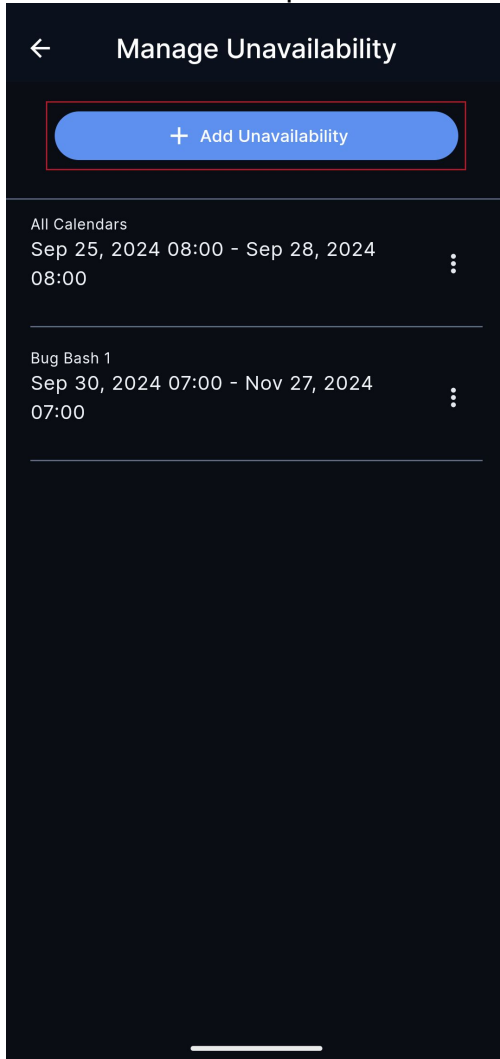 Manage Unavailability
Add Unavailability
All Calendars
Sep 25, 2024 08:00 - Sep 28, 2024
08:00
Bug Bash 1
Sep 30, 2024 07:00 - Nov 27, 2024
07:00